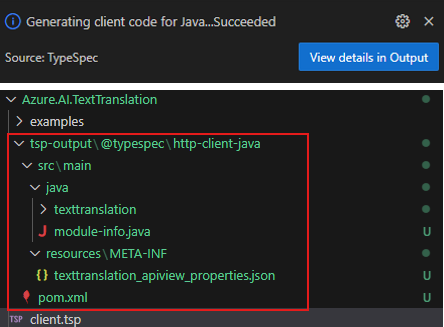 Generating client code for Java...Succeeded
Source: TypeSpec
View details in Output
Azure.AI.TextTranslation
examples
tsp-output\@typespec\http-client-java
src\main
java
texttranslation
module-info.java U
resources\META-INF
texttranslation_apiview_properties.json U
pom.xml U
TSP client.tsp